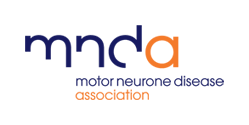 mnda
motor neurone disease
association